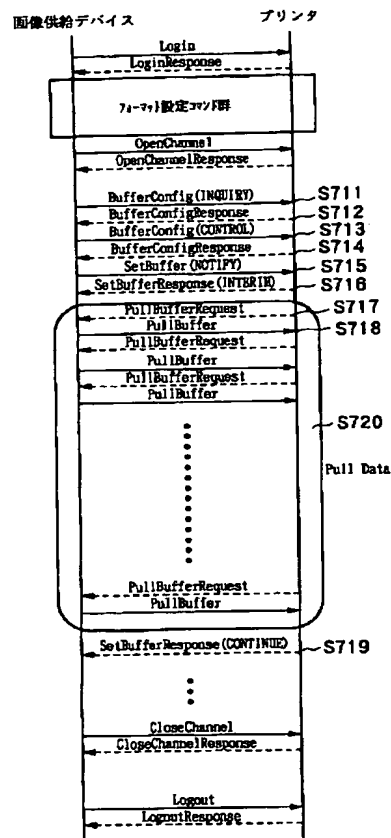 画像供給デバイス
プリンタ
Login
LoginResponse
フォーマット設定コマンド群
OpenChannel
OpenChannelResponse
BufferConfig(INQUIRY)
S711
BufferConfigResponse
S712
BufferConfig(CONTROL)
S713
BufferConfigResponse
S714
SetBuffer(NOTIFY)
S715
SetBufferResponse(INTERIM)
S716
PullBufferRequest
S717
PullBuffer
S718
PullBufferRequest
PullBuffer
PullBufferRequest
PullBuffer
S720
Pull Data
PullBufferRequest
PullBuffer
SetBufferResponse(CONTINUE)
S719
CloseChannel
CloseChannelResponse
Logout
LogoutResponse